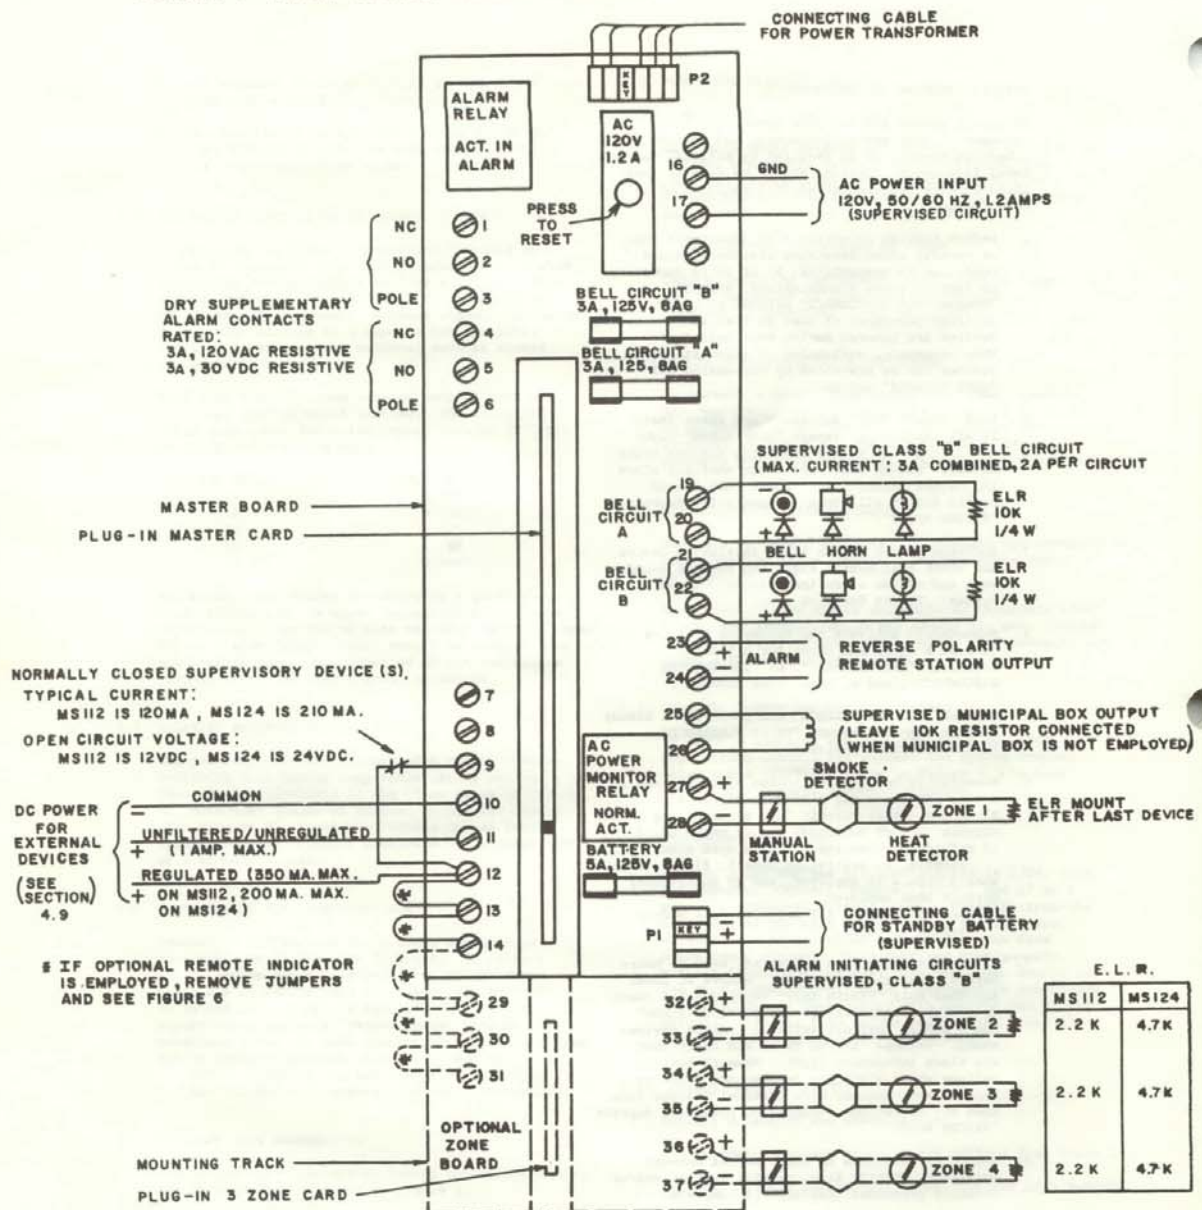 CONNECTING CABLE
FOR POWER TRANSFORMER
P2
KEY
ALARM
RELAY
ACT. IN
ALARM
AC
120V
1.2 A
PRESS
TO
RESET
16
GND
17
AC POWER INPUT
120V, 50/60 HZ, 1.2AMPS
(SUPERVISED CIRCUIT)
NC 1
NO 2
POLE 3
DRY SUPPLEMENTARY
ALARM CONTACTS
RATED:
3A, 120 VAC RESISTIVE
3A, 30 VDC RESISTIVE
NC 4
NO 5
POLE 6
BELL CIRCUIT "B"
3A, 125V, 8AG
BELL CIRCUIT "A"
3A, 125, 8AG
MASTER BOARD
PLUG-IN MASTER CARD
SUPERVISED CLASS "B" BELL CIRCUIT
(MAX. CURRENT: 3A COMBINED, 2A PER CIRCUIT
19
BELL
CIRCUIT
A
20
-
+
ELR
10K
1/4 W
BELL HORN LAMP
21
BELL
CIRCUIT
B
22
-
+
ELR
10K
1/4 W
23
+
ALARM
-
24
REVERSE POLARITY
REMOTE STATION OUTPUT
25
26
SUPERVISED MUNICIPAL BOX OUTPUT
(LEAVE 10K RESISTOR CONNECTED
(WHEN MUNICIPAL BOX IS NOT EMPLOYED)
NORMALLY CLOSED SUPERVISORY DEVICE (S),
TYPICAL CURRENT:
MS112 IS 120MA, MS124 IS 210 MA.
OPEN CIRCUIT VOLTAGE:
MS112 IS 12VDC, MS124 IS 24VDC.
7
8
9
10
11
12
13
14
DC POWER
FOR
EXTERNAL
DEVICES
(SEE
SECTION)
4.9
COMMON
-
UNFILTERED/UNREGULATED
+ (1 AMP. MAX.)
REGULATED (350 MA. MAX.
+ ON MS112, 200 MA. MAX.
ON MS124)
*
*
AC
POWER
MONITOR
RELAY
NORM.
ACT.
27 +
28 -
SMOKE
DETECTOR
MANUAL
STATION
HEAT
DETECTOR
ZONE 1
ELR MOUNT
AFTER LAST DEVICE
BATTERY
5A, 125V, 8AG
P1
KEY
-
+
CONNECTING CABLE
FOR STANDBY BATTERY
(SUPERVISED)
* IF OPTIONAL REMOTE INDICATOR
IS EMPLOYED, REMOVE JUMPERS
AND SEE FIGURE 6
*
29
*
30
*
31
ALARM INITIATING CIRCUITS
SUPERVISED, CLASS "B"
32 +
33 -
ZONE 2
34 +
35 -
ZONE 3
36 +
37 -
ZONE 4
E. L. R.
MS112 MS124
2.2 K 4.7K
2.2 K 4.7K
2.2 K 4.7K
OPTIONAL
ZONE
BOARD
MOUNTING TRACK
PLUG-IN 3 ZONE CARD